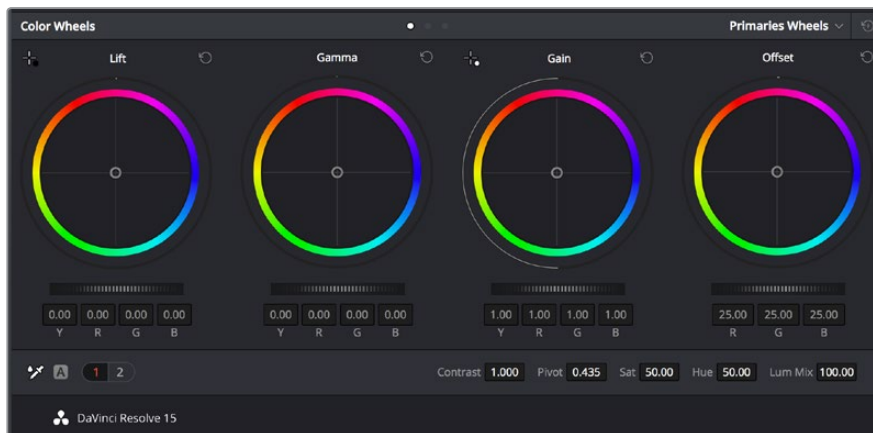 Color Wheels Primaries Wheels
Lift Gamma Gain Offset
0.00 0.00 0.00 0.00 0.00 0.00 0.00 0.00 1.00 1.00 1.00 1.00 25.00 25.00 25.00
Y R G B Y R G B Y R G B R G B
A 1 2 Contrast 1.000 Pivot 0.435 Sat 50.00 Hue 50.00 Lum Mix 100.00
DaVinci Resolve 15